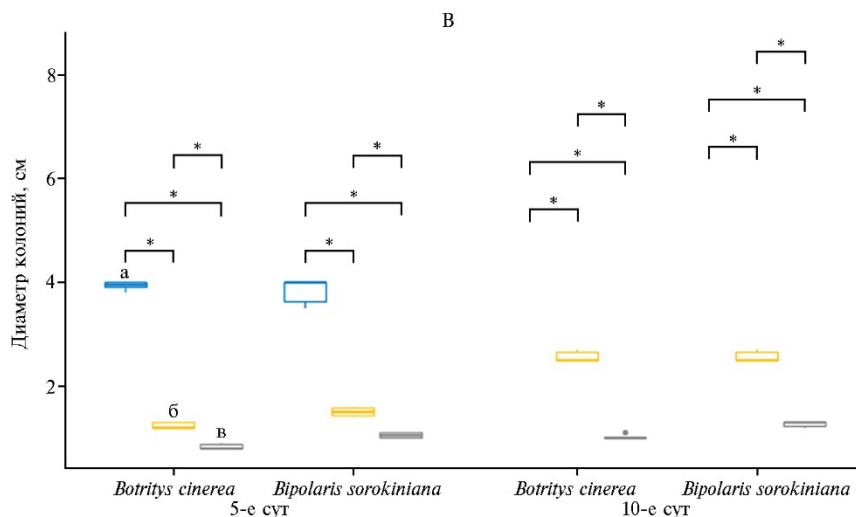 В
Диаметр колоний, см
8
6
4
2
* * * * * * * * * * * *
а
б
в
Botritys cinerea Bipolaris sorokiniana Botritys cinerea Bipolaris sorokiniana
5-е сут 10-е сут